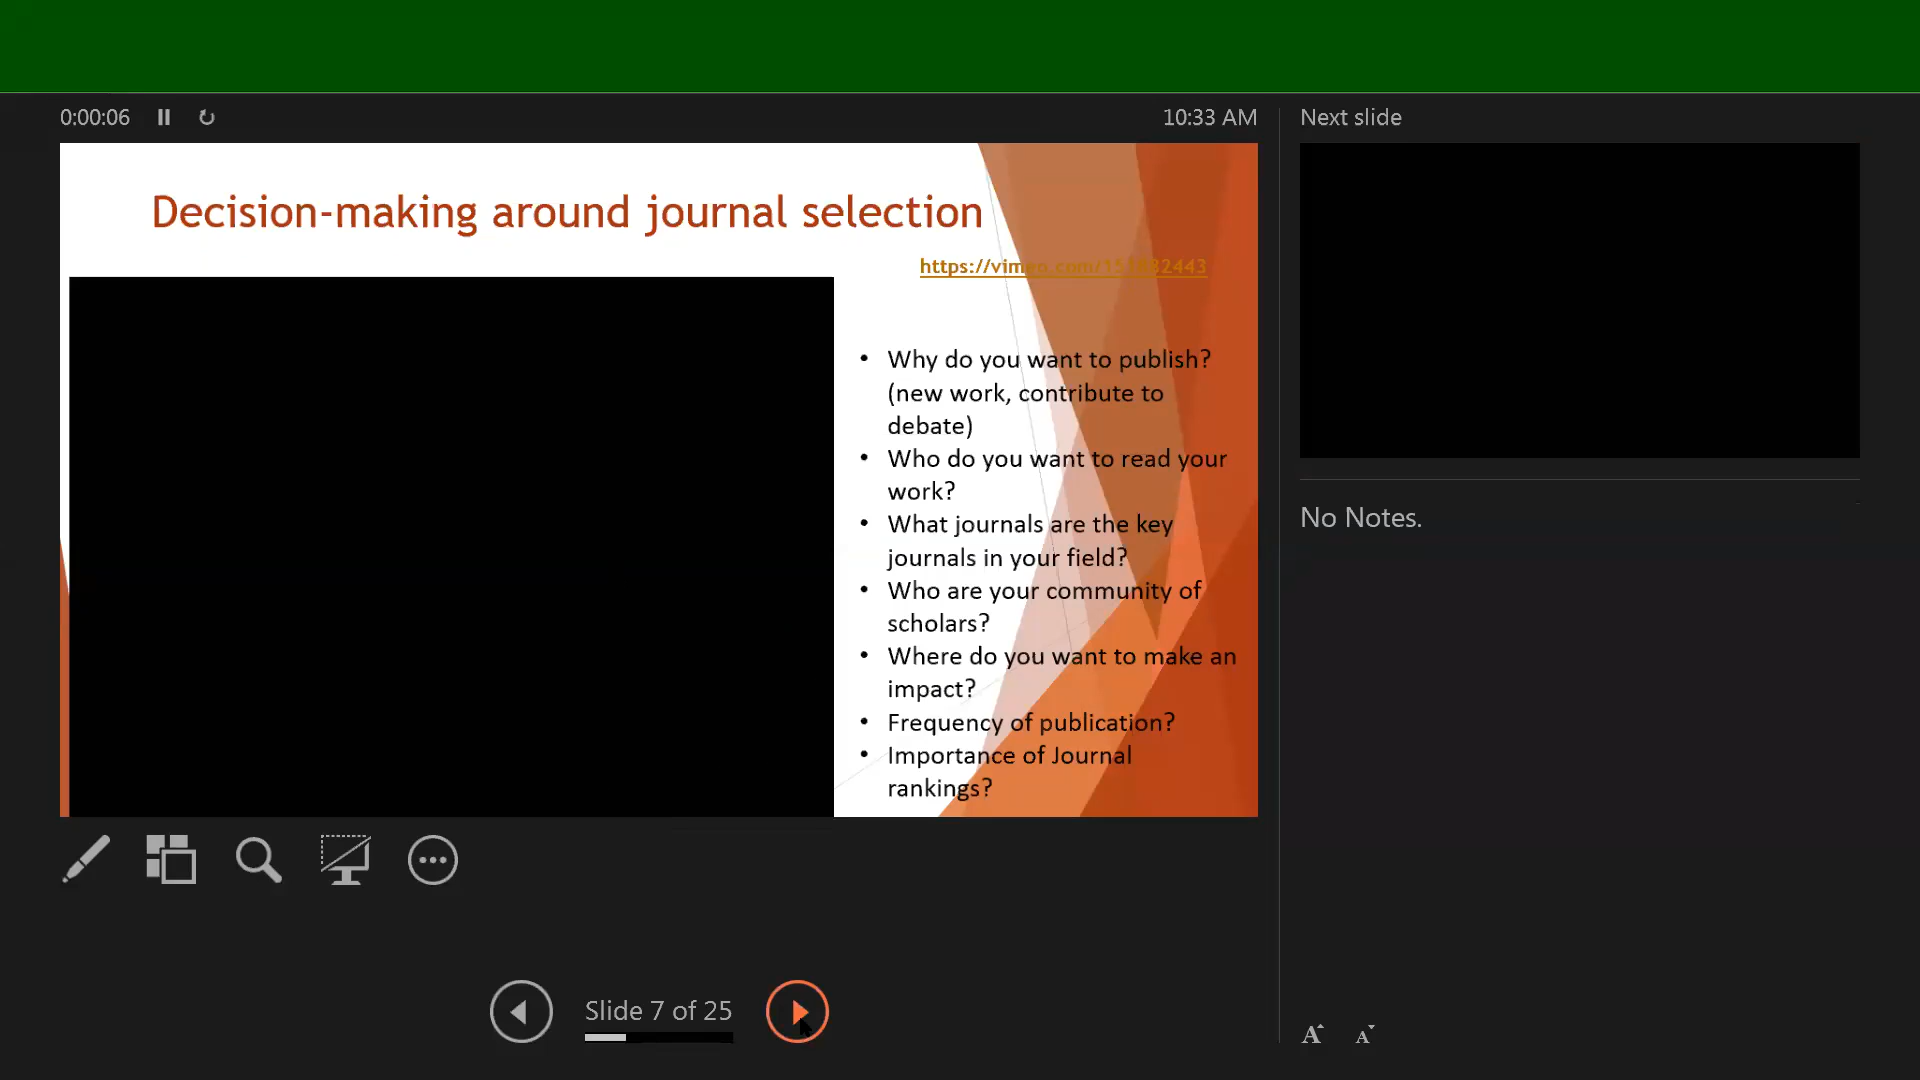 0:00:06
10:33 AM
Next slide
Decision-making around journal selection
• Why do you want to publish?
(new work, contribute to
debate)
• Who do you want to read your
work?
• What journals are the key
journals in your field?
• Who are your community of
scholars?
• Where do you want to make an
impact?
• Frequency of publication?
• Importance of Journal
rankings?
No Notes.
Slide 7 of 25
A A